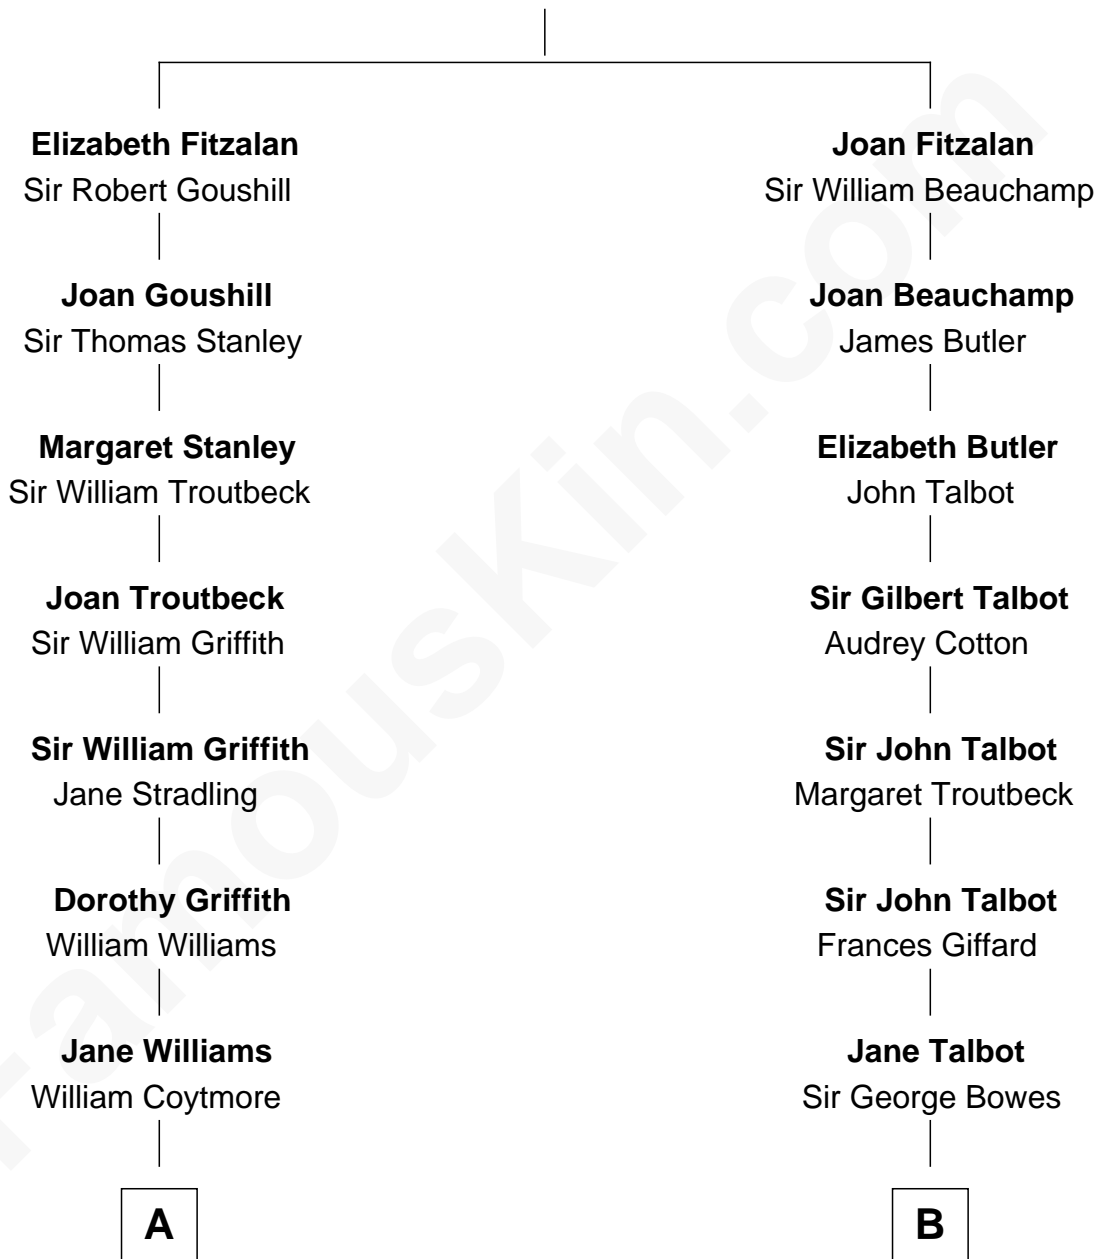 Elizabeth Fitzalan
Sir Robert Goushill
Joan Goushill
Sir Thomas Stanley
Margaret Stanley
Sir William Troutbeck
Joan Troutbeck
Sir William Griffith
Sir William Griffith
Jane Stradling
Dorothy Griffith
William Williams
Jane Williams
William Coytmore
A
Joan Fitzalan
Sir William Beauchamp
Joan Beauchamp
James Butler
Elizabeth Butler
John Talbot
Sir Gilbert Talbot
Audrey Cotton
Sir John Talbot
Margaret Troutbeck
Sir John Talbot
Frances Giffard
Jane Talbot
Sir George Bowes
B
FamousKin.com